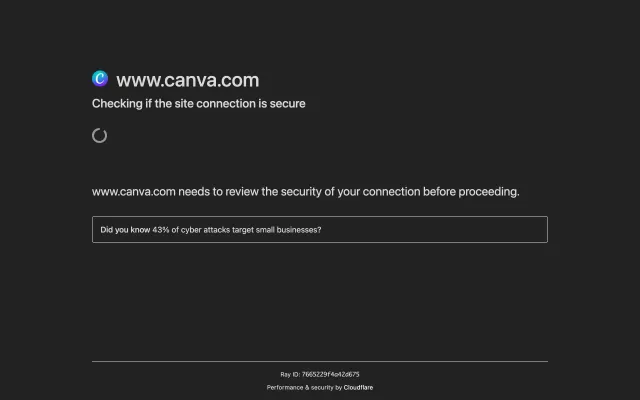 www.canva.com
Checking if the site connection is secure
www.canva.com needs to review the security of your connection before proceeding.
Did you know 43% of cyber attacks target small businesses?
Ray ID: 7665229f4a42d675
Performance & security by Cloudflare